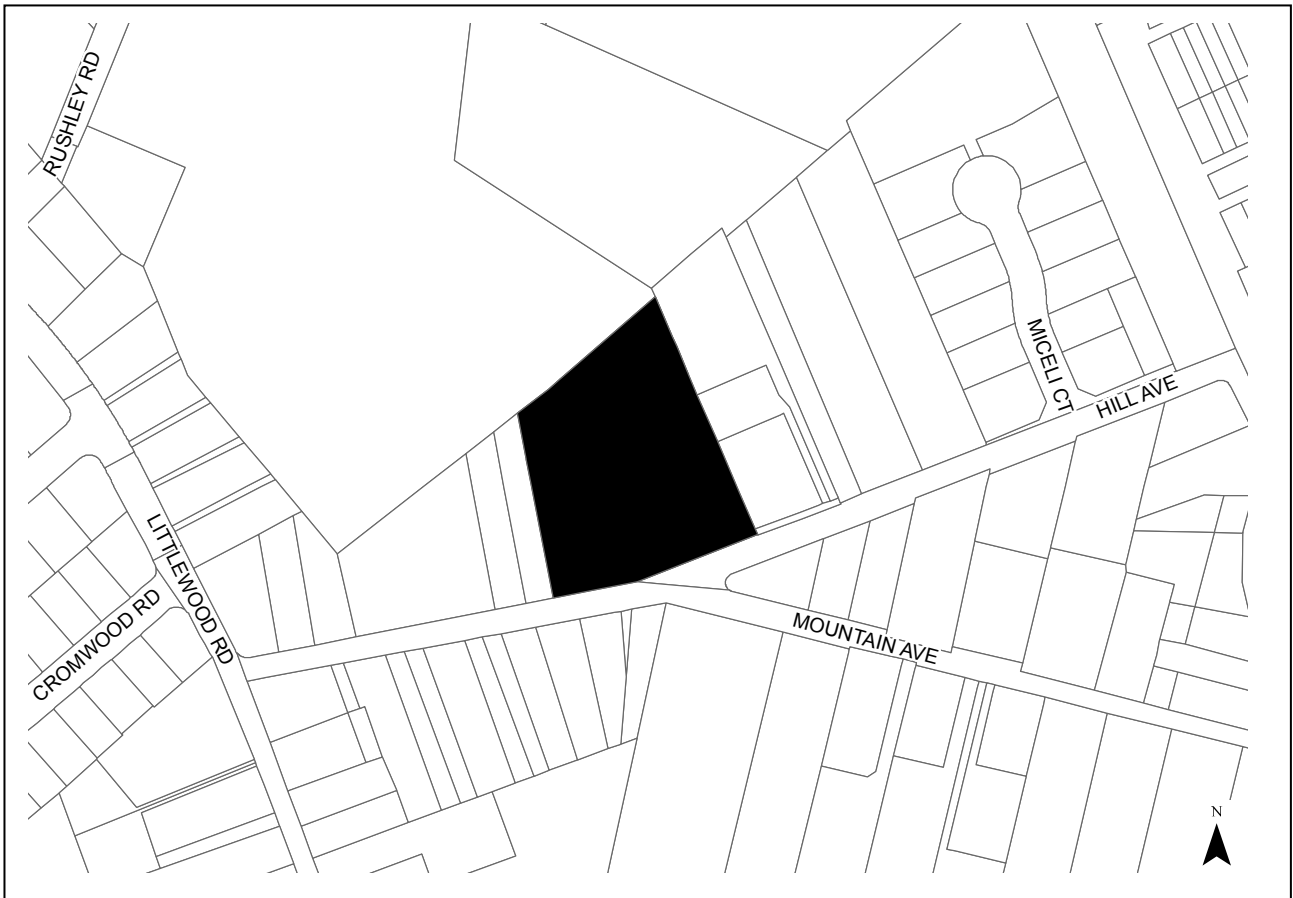 RUSHLEY RD
MICELI CT
HILL AVE
LITTLEWOOD RD
CROMWOOD RD
MOUNTAIN AVE
N